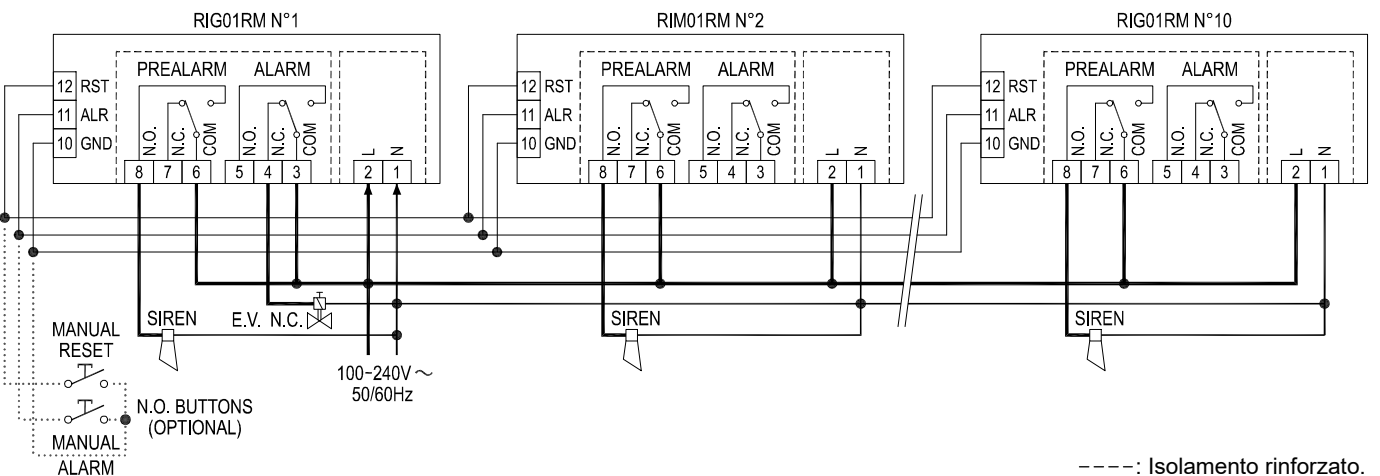 RIG01RM N°1
RIM01RM N°2
RIG01RM N°10
PREALARM ALARM
PREALARM ALARM
PREALARM ALARM
12 RST
11 ALR
10 GND
N.O. N.C. COM
N.O. N.C. COM
L N
8 7 6 5 4 3 2 1
12 RST
11 ALR
10 GND
N.O. N.C. COM
N.O. N.C. COM
L N
8 7 6 5 4 3 2 1
12 RST
11 ALR
10 GND
N.O. N.C. COM
N.O. N.C. COM
L N
8 7 6 5 4 3 2 1
SIREN
E.V. N.C.
SIREN
SIREN
MANUAL
RESET
100-240V ~
50/60Hz
N.O. BUTTONS
(OPTIONAL)
MANUAL
ALARM
----: Isolamento rinforzato.